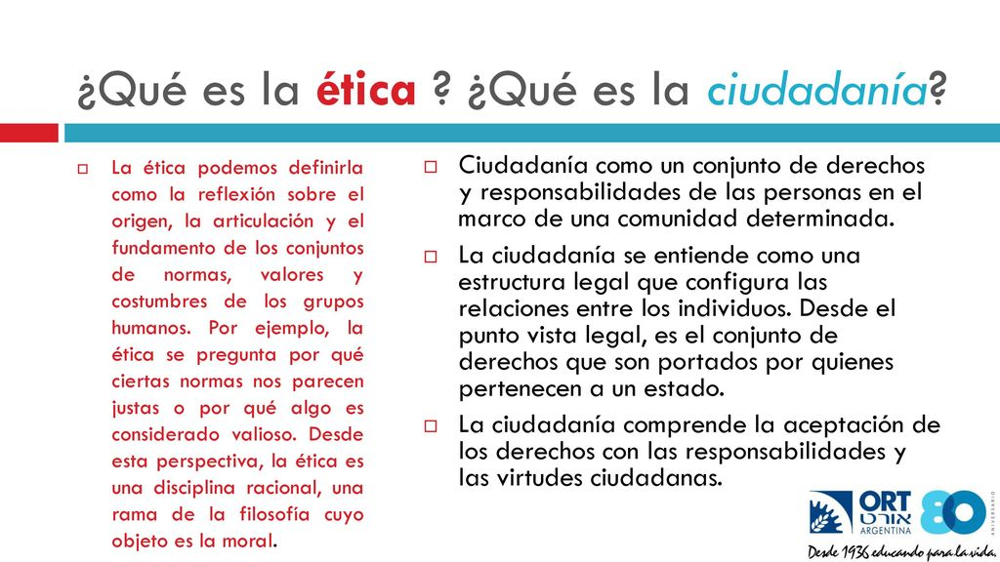 ¿Qué es la ética ? ¿Qué es la ciudadanía?
La ética podemos definirla
como la reflexión sobre el
origen, la articulación y el
fundamento de los conjuntos
de normas, valores y
costumbres de los grupos
humanos. Por ejemplo, la
ética se pregunta por qué
ciertas normas nos parecen
justas o por qué algo es
considerado valioso. Desde
esta perspectiva, la ética es
una disciplina racional, una
rama de la filosofía cuyo
objeto es la moral.
Ciudadanía como un conjunto de derechos
y responsabilidades de las personas en el
marco de una comunidad determinada.
La ciudadanía se entiende como una
estructura legal que configura las
relaciones entre los individuos. Desde el
punto vista legal, es el conjunto de
derechos que son portados por quienes
pertenecen a un estado.
La ciudadanía comprende la aceptación de
los derechos con las responsabilidades y
las virtudes ciudadanas.
ORT
אורט
ARGENTINA
80
ANIVERSARIO
Desde 1936 educando para la vida.